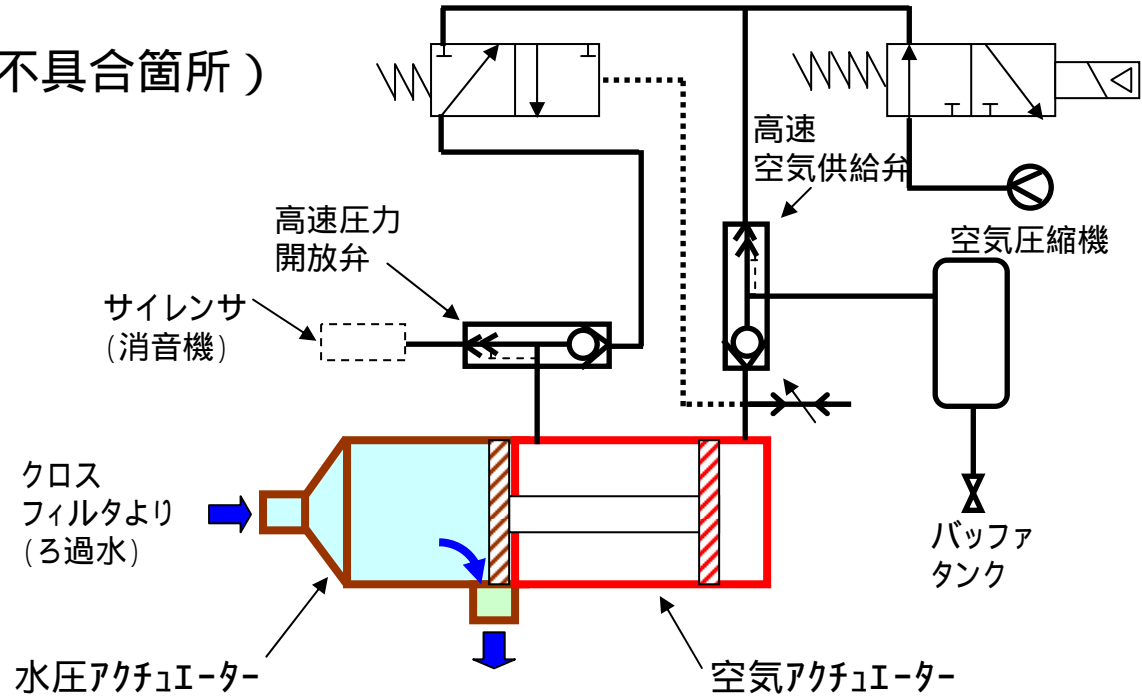 不具合箇所)
高速
空気供給弁
高速圧力
開放弁
空気圧縮機
サイレンサ
(消音機)
クロス
フィルタより
(ろ過水)
バッファ
タンク
水圧アクチュエーター
空気アクチュエーター